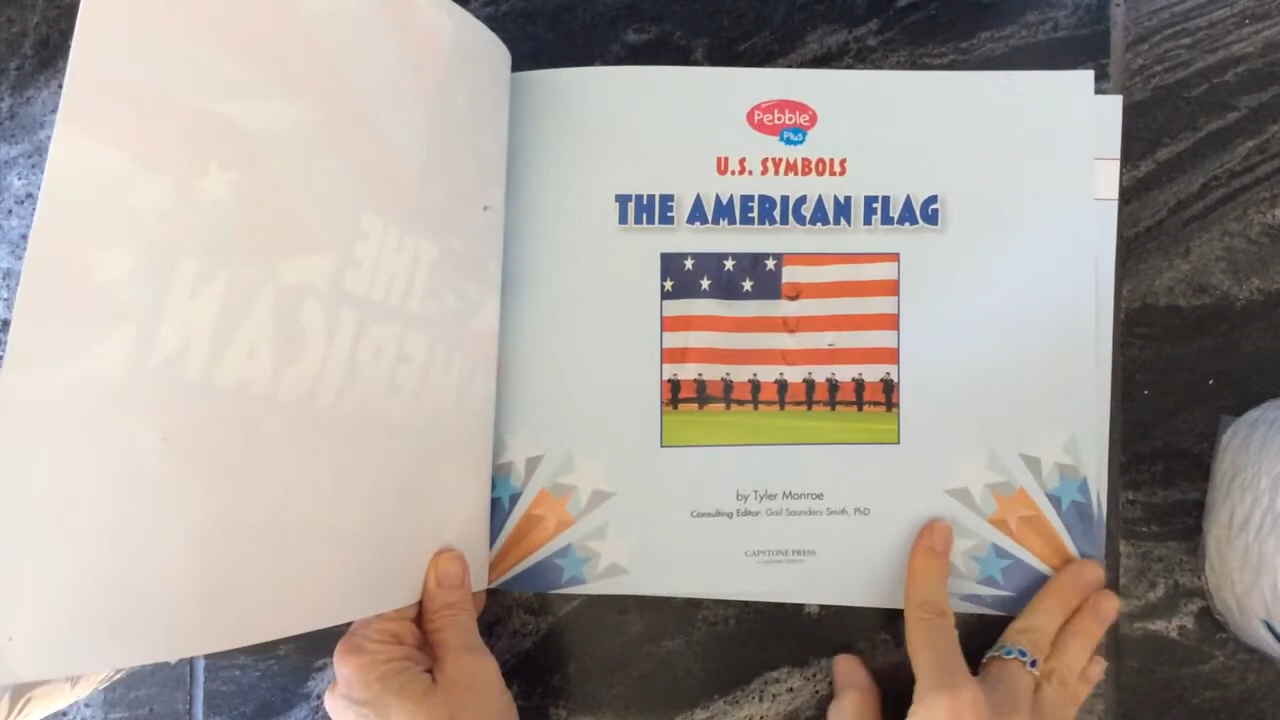 Pebble
Plus
U.S. SYMBOLS
THE AMERICAN FLAG
by Tyler Monroe
Consulting Editor: Gail Saunders-Smith, PhD
CAPSTONE PRESS